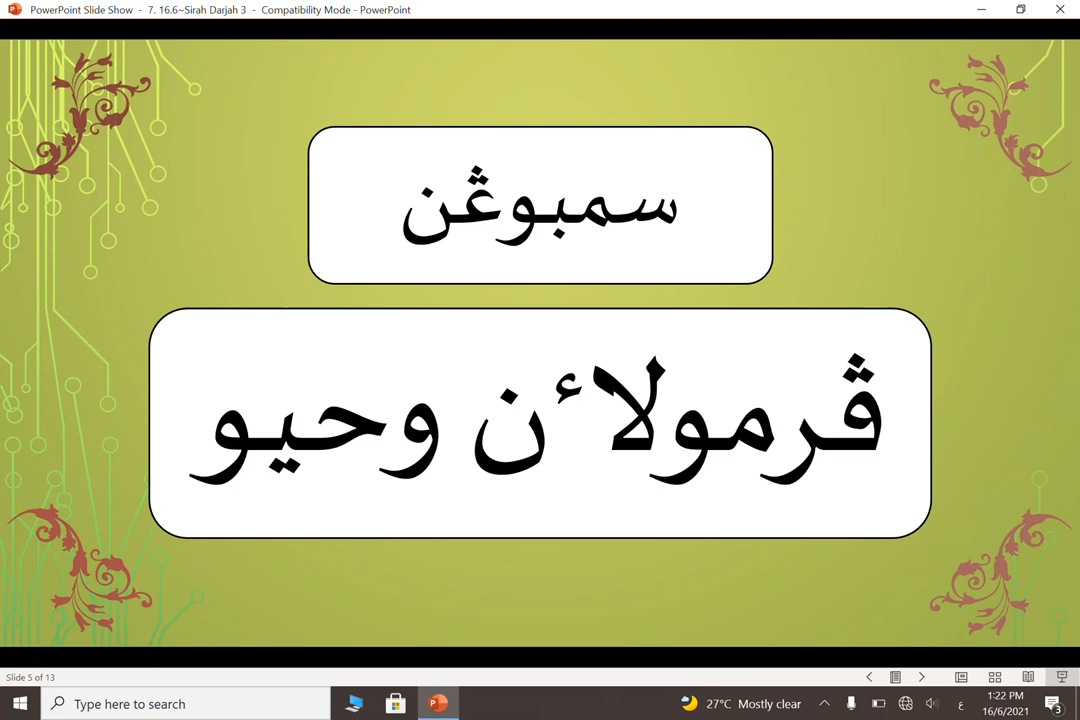 PowerPoint Slide Show - 7. 16.6~Sirah Darjah 3 - Compatibility Mode - PowerPoint
سمبوڠن
ڤرمولاٴن وحيو
Slide 5 of 13
Type here to search
27°C Mostly clear
ع
1:22 PM
16/6/2021
3